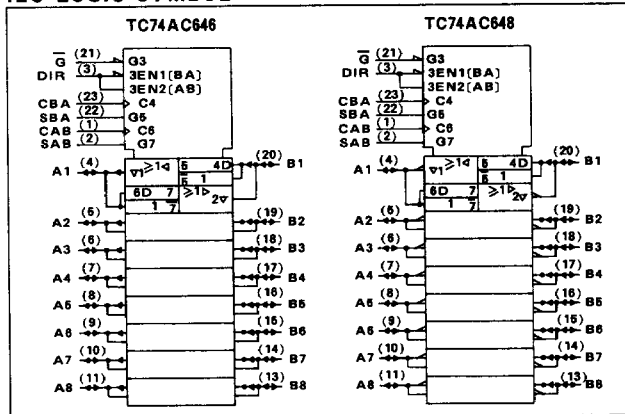 TC74AC646
G̅ (21) G3
DIR (3) 3EN1[BA]
3EN2[AB]
CBA (23) C4
SBA (22) G5
CAB (1) C6
SAB (2) G7
A1 (4) ▽1 ≥1◁ 5 4D (20) B1
5̅ 1
6D 7 ≥1▷ 2▽
1 7̅
A2 (5) (19) B2
A3 (6) (18) B3
A4 (7) (17) B4
A5 (8) (16) B5
A6 (9) (15) B6
A7 (10) (14) B7
A8 (11) (13) B8
TC74AC648
G̅ (21) G3
DIR (3) 3EN1[BA]
3EN2[AB]
CBA (23) C4
SBA (22) G5
CAB (1) C6
SAB (2) G7
A1 (4) ▽1 ≥1◁ 5 4D (20) B1
5̅ 1
6D 7 ≥1▷ 2▽
1 7̅
A2 (5) (19) B2
A3 (6) (18) B3
A4 (7) (17) B4
A5 (8) (16) B5
A6 (9) (15) B6
A7 (10) (14) B7
A8 (11) (13) B8